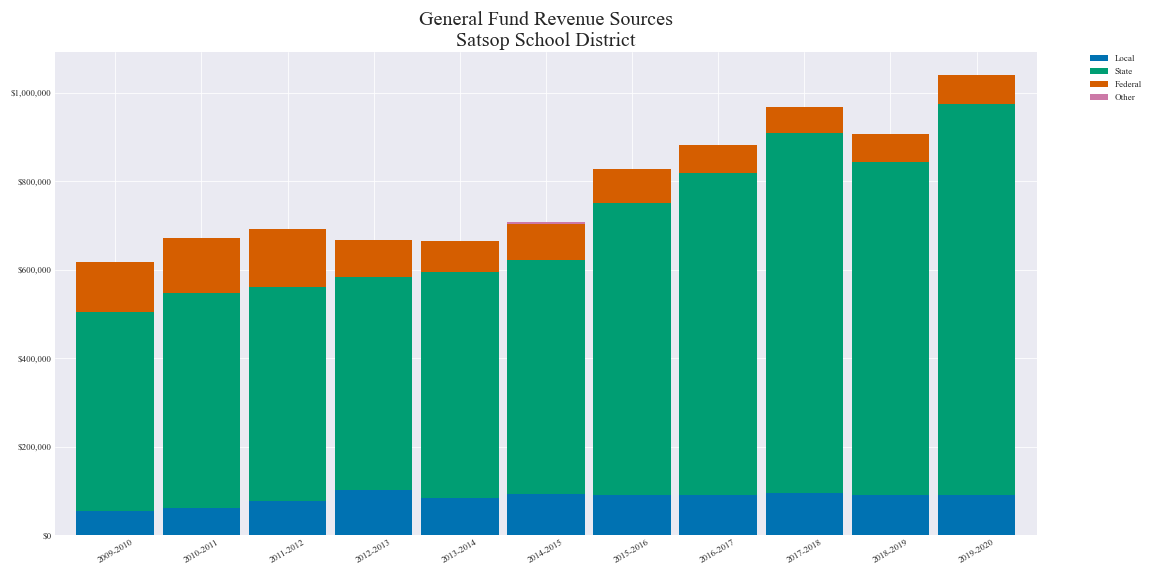 General Fund Revenue Sources
Satsop School District
Local
State
Federal
Other
$1,000,000
$800,000
$600,000
$400,000
$200,000
$0
2009-2010
2010-2011
2011-2012
2012-2013
2013-2014
2014-2015
2015-2016
2016-2017
2017-2018
2018-2019
2019-2020